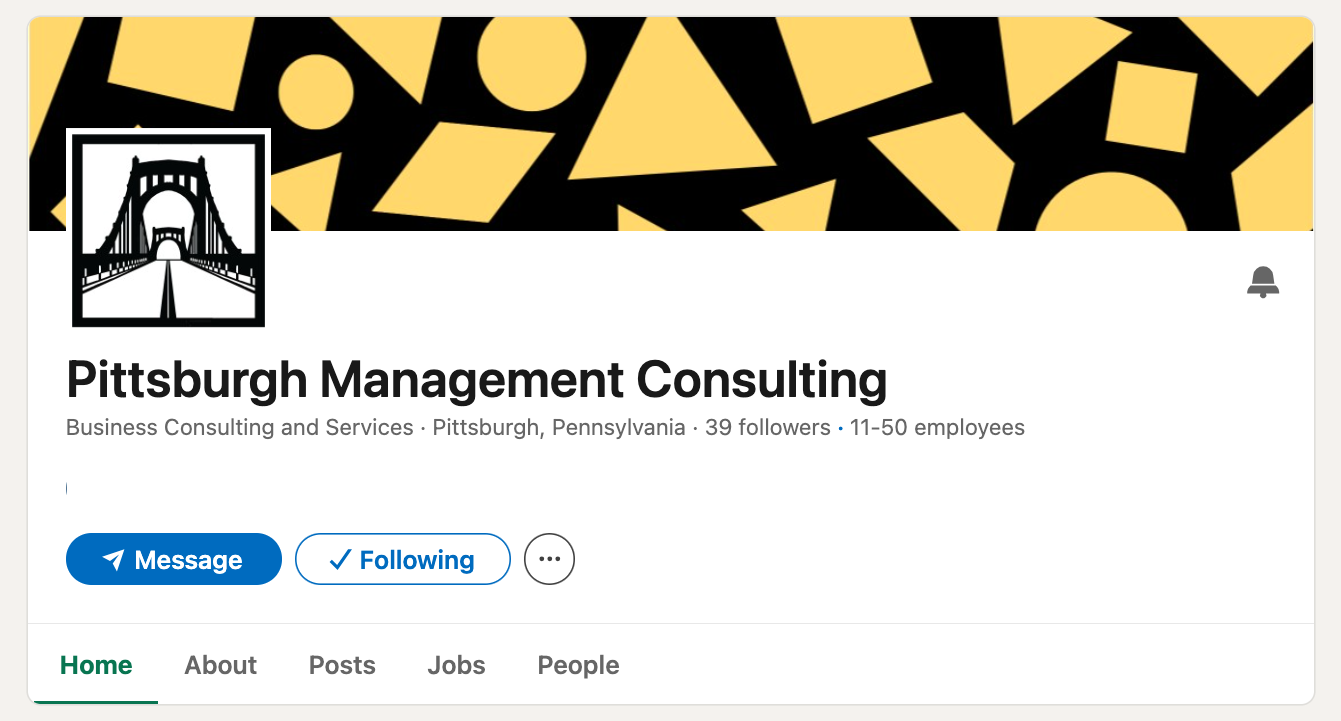 Pittsburgh Management Consulting
Business Consulting and Services · Pittsburgh, Pennsylvania · 39 followers · 11-50 employees
Message Following
Home About Posts Jobs People